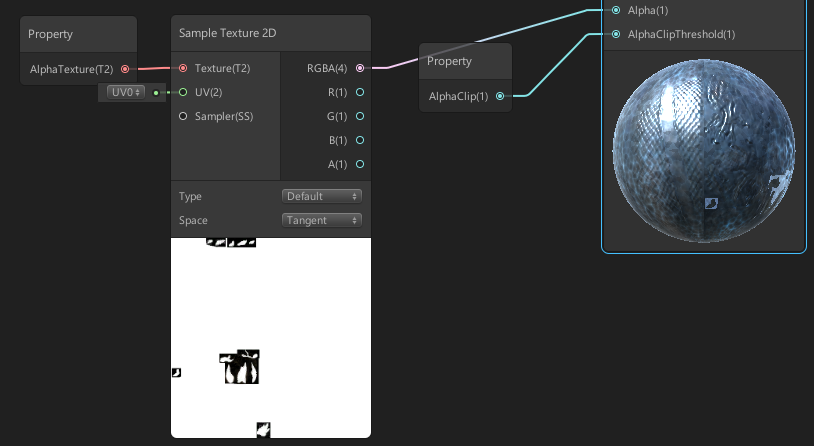 Alpha(1)
AlphaClipThreshold(1)
Property
AlphaTexture(T2)
UV0
Sample Texture 2D
Texture(T2)
RGBA(4)
UV(2)
R(1)
Sampler(SS)
G(1)
B(1)
A(1)
Type
Default
Space
Tangent
Property
AlphaClip(1)